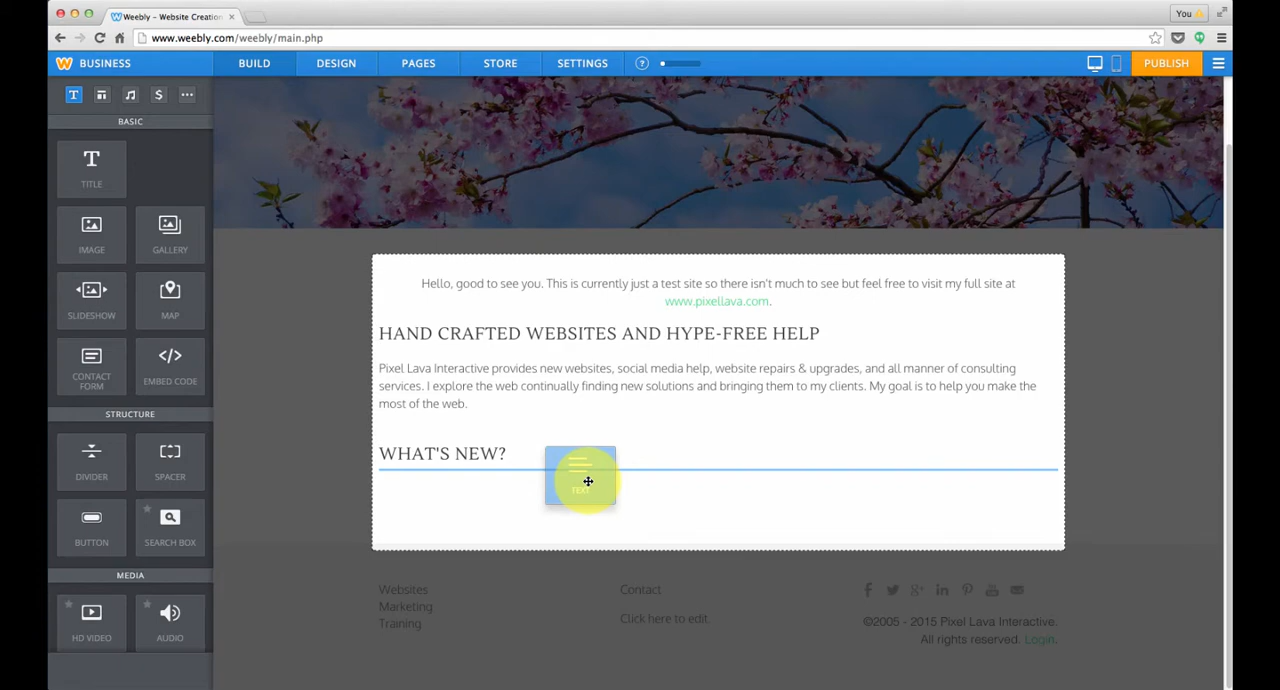 Weebly - Website Creation
You
www.weebly.com/weebly/main.php
BUSINESS
BUILD
DESIGN
PAGES
STORE
SETTINGS
?
PUBLISH
T
$
BASIC
T
TITLE
IMAGE
GALLERY
SLIDESHOW
MAP
CONTACT
FORM
EMBED CODE
STRUCTURE
DIVIDER
SPACER
BUTTON
SEARCH BOX
MEDIA
HD VIDEO
AUDIO
Hello, good to see you. This is currently just a test site so there isn't much to see but feel free to visit my full site at
www.pixellava.com.
HAND CRAFTED WEBSITES AND HYPE-FREE HELP
Pixel Lava Interactive provides new websites, social media help, website repairs & upgrades, and all manner of consulting
services. I explore the web continually finding new solutions and bringing them to my clients. My goal is to help you make the
most of the web.
WHAT'S NEW?
TEXT
Websites
Marketing
Training
Contact
Click here to edit.
©2005 - 2015 Pixel Lava Interactive.
All rights reserved. Login.